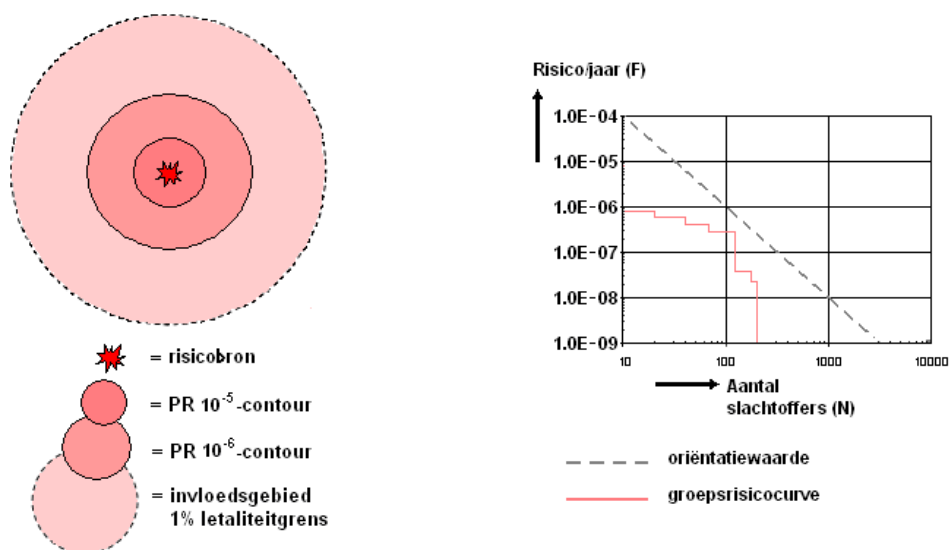 = risicobron
= PR 10⁻⁵-contour
= PR 10⁻⁶-contour
= invloedsgebied
1% letaliteitgrens
Risico/jaar (F)
1.0E-04
1.0E-05
1.0E-06
1.0E-07
1.0E-08
1.0E-09
10 100 1000 10000
Aantal
slachtoffers (N)
oriëntatiewaarde
groepsrisicocurve